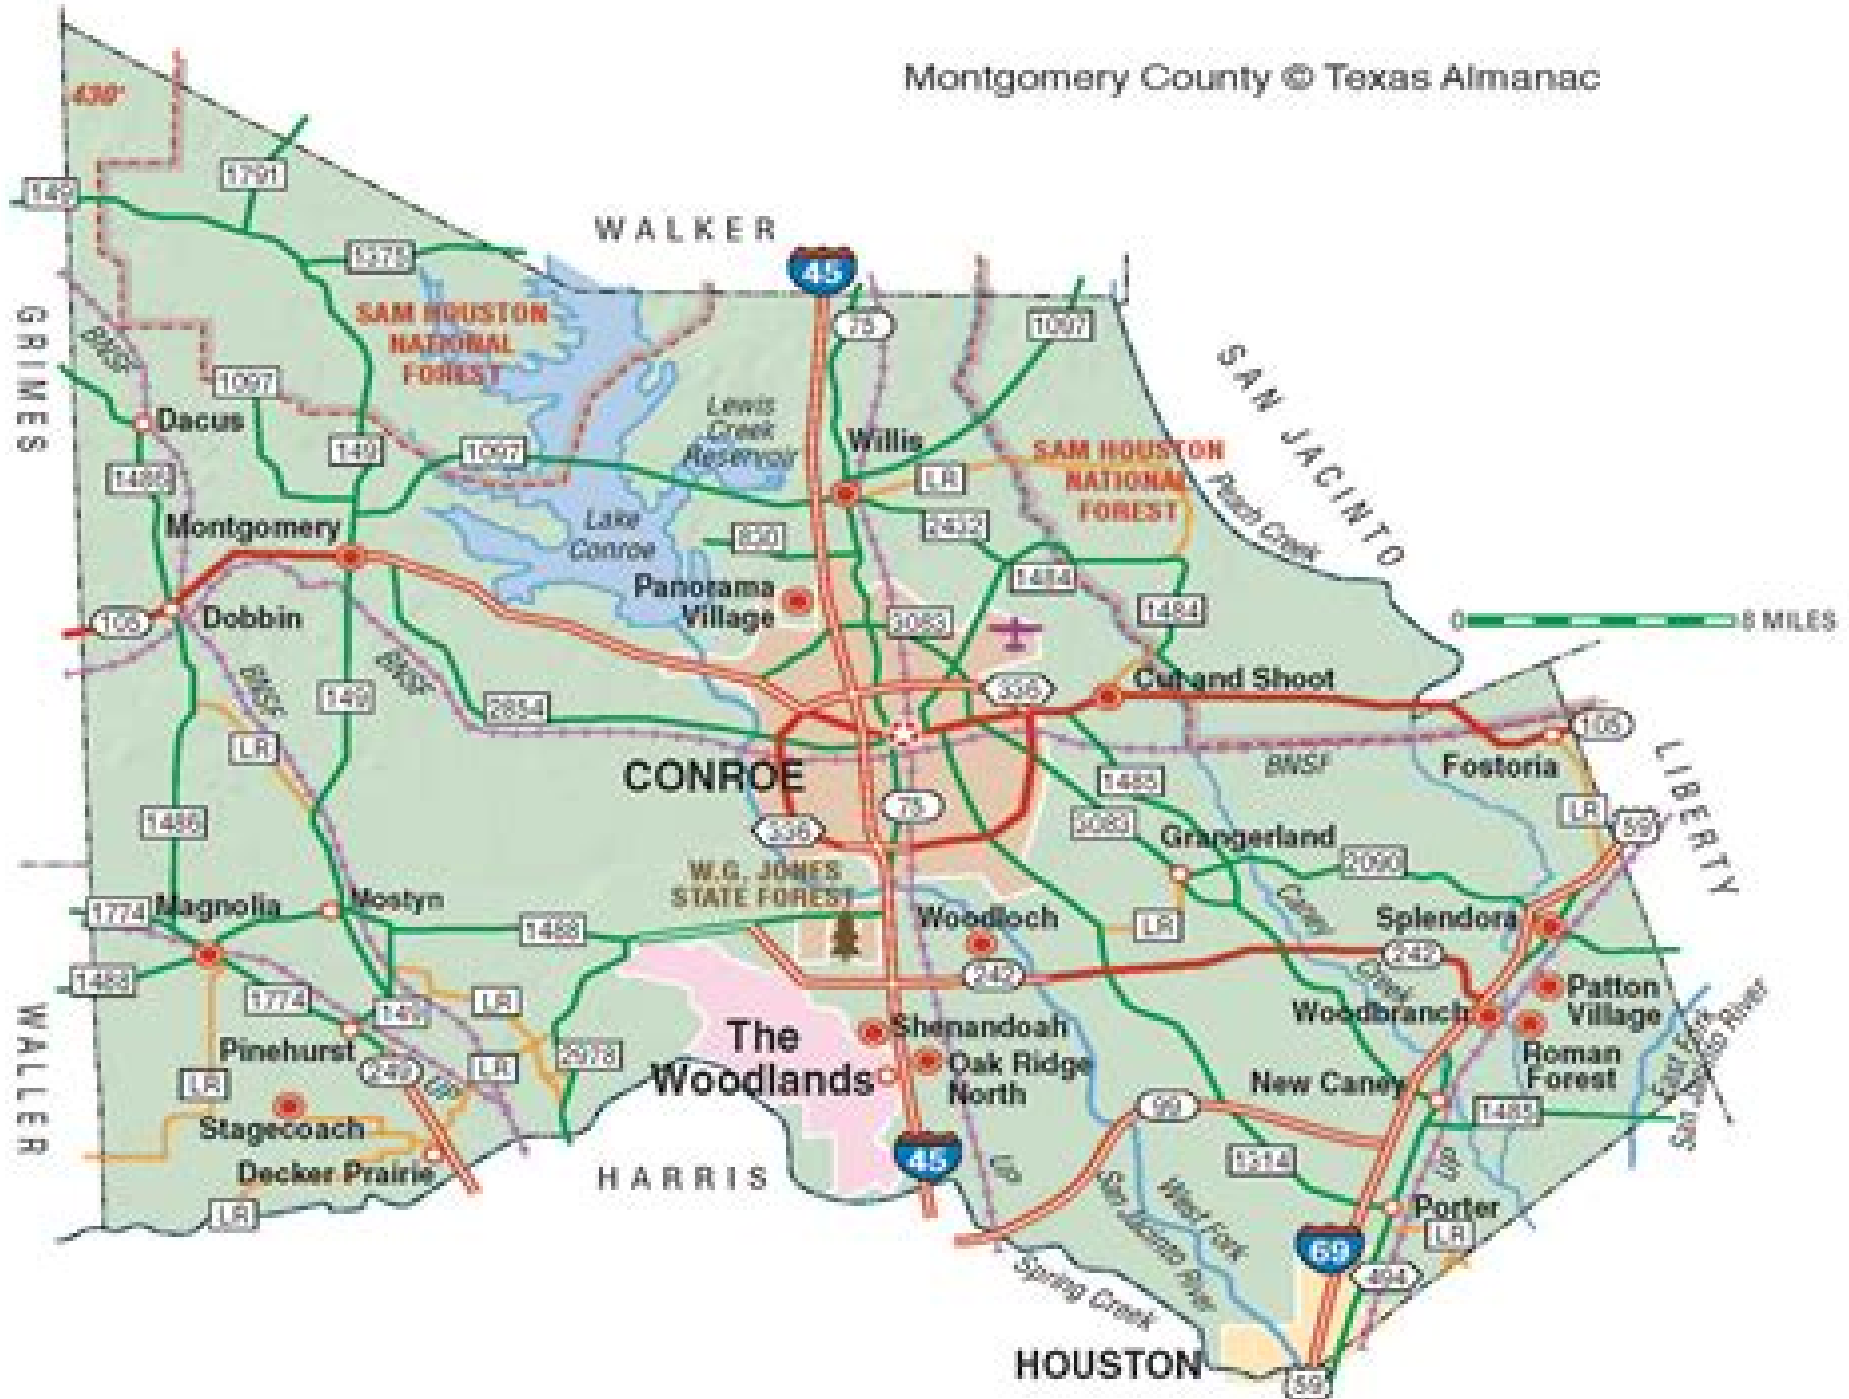 Montgomery County © Texas Almanac
430'
1791
149
WALKER
45
1375
SAM HOUSTON
NATIONAL
FOREST
75
1097
GRIMES
BNSF
SAN JACINTO
1097
Dacus
149
1097
Lewis
Creek
Reservoir
Willis
LR
SAM HOUSTON
NATIONAL
FOREST
Peach Creek
1486
Montgomery
Lake
Conroe
830
2432
1484
Panorama
Village
1484
3083
105
Dobbin
0
8 MILES
BNSF
BNSF
149
2854
336
Cut and Shoot
105
LR
CONROE
BNSF
Fostoria
LIBERTY
1485
75
336
3083
LR
59
1486
Grangerland
2090
W.G. JONES
STATE FOREST
1774
Magnolia
Mostyn
1488
Woodloch
LR
Caney
Creek
Splendora
242
242
1488
1774
149
LR
Patton
Village
Woodbranch
Shenandoah
The
Woodlands
Oak Ridge
North
Roman
Forest
East Fork
San Jacinto River
WALLER
Pinehurst
249
UP
LR
2978
LR
New Caney
1485
99
Stagecoach
Decker Prairie
LR
HARRIS
45
UP
1314
UP
Porter
LR
West Fork
San Jacinto River
69
494
Spring Creek
HOUSTON
59